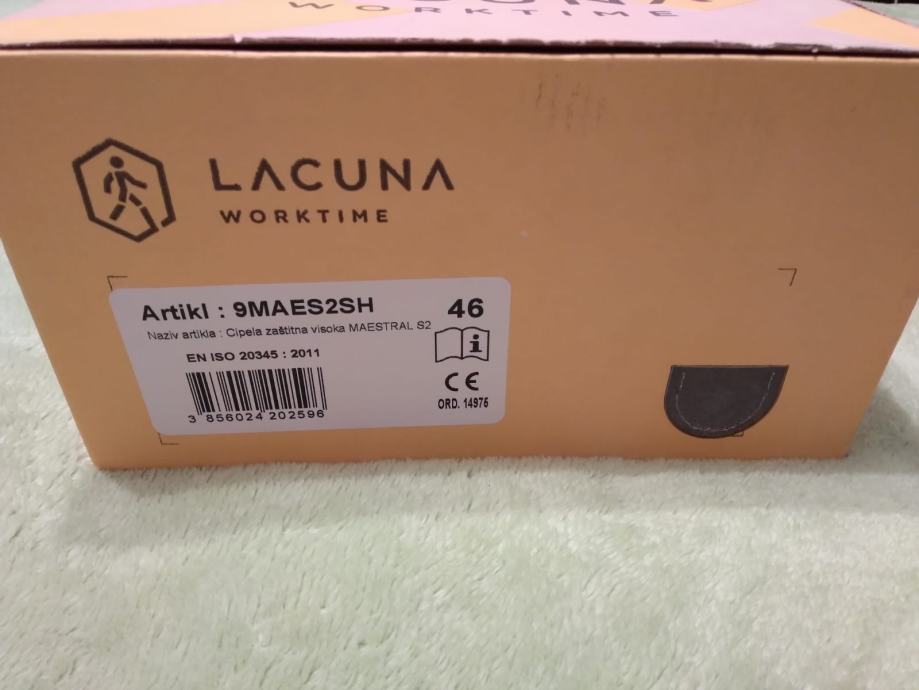 WORKTIME
LACUNA
WORKTIME
Artikl : 9MAES2SH
46
Naziv artikla : Cipela zaštitna visoka MAESTRAL S2
EN ISO 20345 : 2011
i
CE
ORD. 14975
3 856024 202596